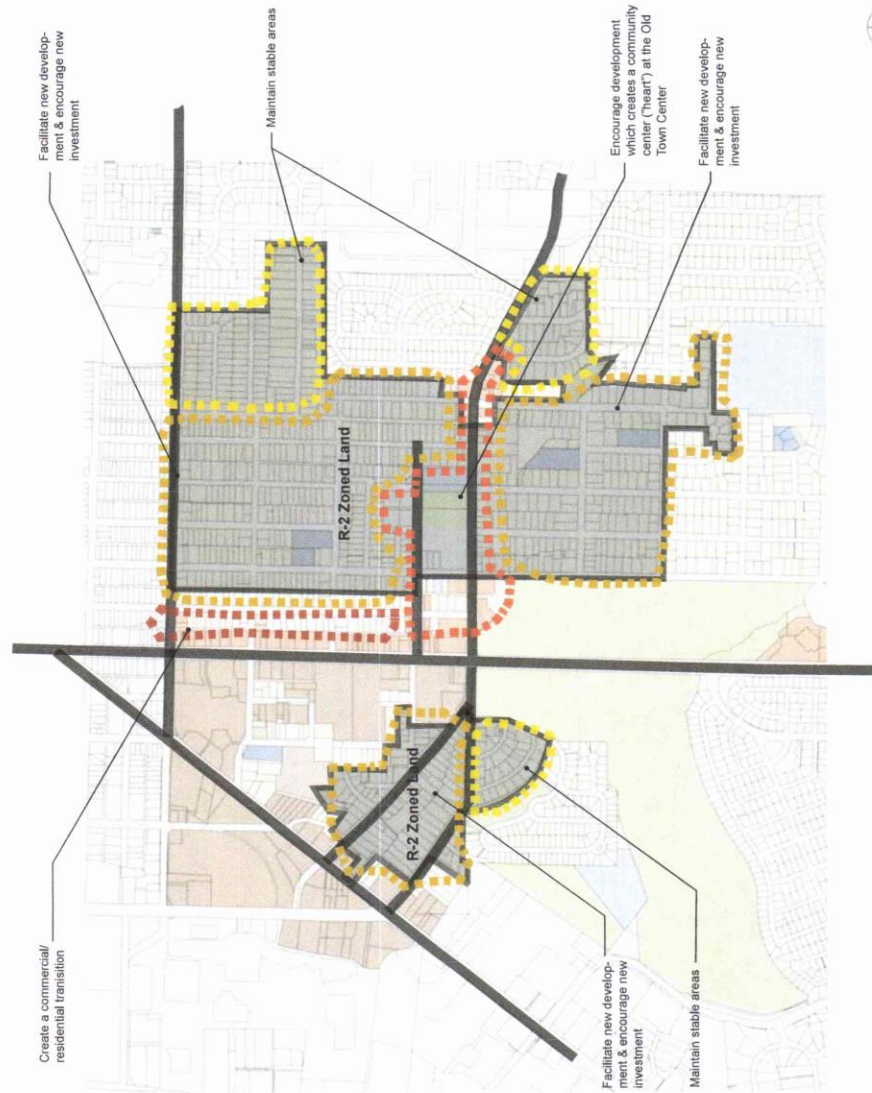 Create a commercial/
residential tranisition
Facilitate new develop-
ment & encourage new
investment
Maintain stable areas
Encourage development
which creates a community
center ("heart") at the Old
Town Center
Facilitate new develop-
ment & encourage new
investment
R-2 Zoned Land
R-2 Zoned Land
Facilitate new develop-
ment & encourage new
investment
Maintain stable areas